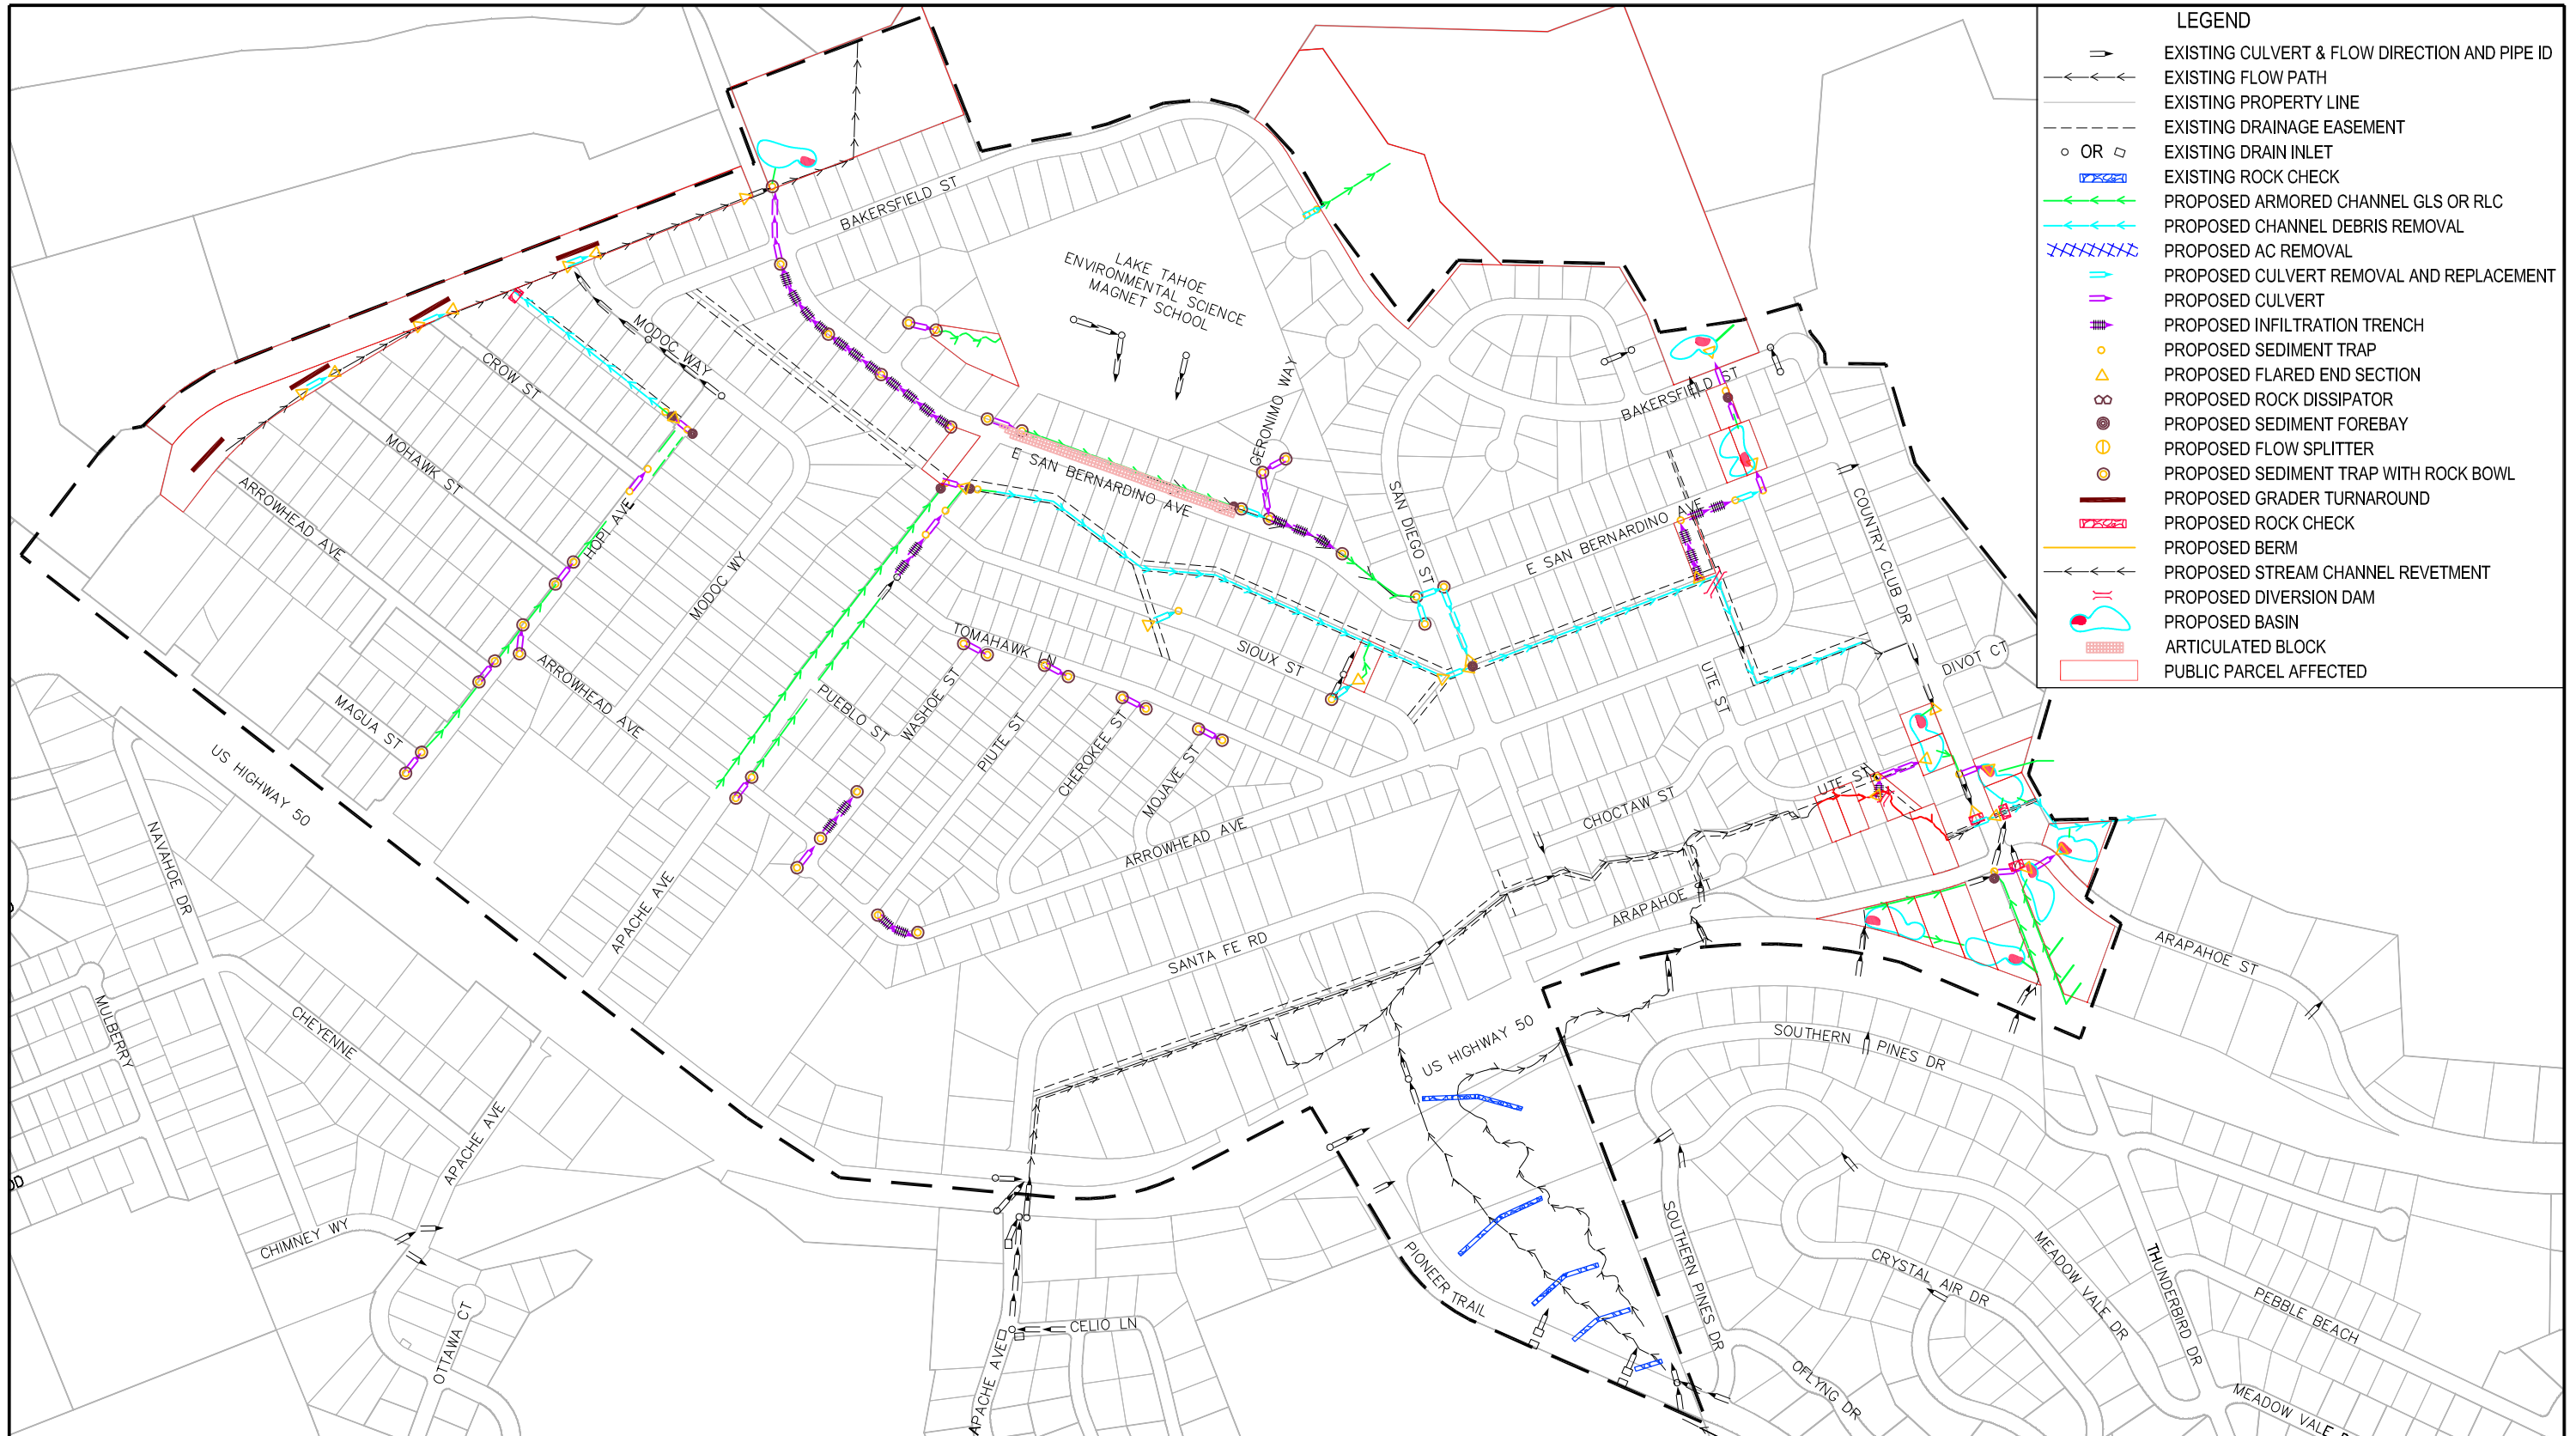 LEGEND
EXISTING CULVERT & FLOW DIRECTION AND PIPE ID
EXISTING FLOW PATH
EXISTING PROPERTY LINE
EXISTING DRAINAGE EASEMENT
OR
EXISTING DRAIN INLET
EXISTING ROCK CHECK
PROPOSED ARMORED CHANNEL GLS OR RLC
PROPOSED CHANNEL DEBRIS REMOVAL
PROPOSED AC REMOVAL
PROPOSED CULVERT REMOVAL AND REPLACEMENT
PROPOSED CULVERT
PROPOSED INFILTRATION TRENCH
PROPOSED SEDIMENT TRAP
PROPOSED FLARED END SECTION
PROPOSED ROCK DISSIPATOR
PROPOSED SEDIMENT FOREBAY
PROPOSED FLOW SPLITTER
PROPOSED SEDIMENT TRAP WITH ROCK BOWL
PROPOSED GRADER TURNAROUND
PROPOSED ROCK CHECK
PROPOSED BERM
PROPOSED STREAM CHANNEL REVETMENT
PROPOSED DIVERSION DAM
PROPOSED BASIN
ARTICULATED BLOCK
PUBLIC PARCEL AFFECTED
BAKERSFIELD ST
LAKE TAHOE
ENVIRONMENTAL SCIENCE
MAGNET SCHOOL
MODOC WAY
CROW ST
MOHAWK ST
ARROWHEAD AVE
HOPI AVE
MODOC WY
MAGUA ST
ARROWHEAD AVE
US HIGHWAY 50
E SAN BERNARDINO AVE
GERONIMO WAY
SAN DIEGO ST
BAKERSFIELD ST
E SAN BERNARDINO AVE
COUNTRY CLUB DR
DIVOT CT
TOMAHAWK LN
SIOUX ST
PUEBLO ST
WASHOE ST
PIUTE ST
CHEROKEE ST
MOJAVE ST
UTE ST
UTE ST
CHOCTAW ST
ARROWHEAD AVE
ARAPAHOE ST
ARAPAHOE ST
APACHE AVE
SANTA FE RD
NAVAHOE DR
MULBERRY
CHEYENNE
APACHE AVE
CHIMNEY WY
OTTAWA CT
US HIGHWAY 50
PIONEER TRAIL
CELIO LN
APACHE AVE
SOUTHERN PINES DR
SOUTHERN PINES DR
CRYSTAL AIR DR
MEADOW VALE DR
THUNDERBIRD DR
PEBBLE BEACH
OFLYNG DR
MEADOW VALE